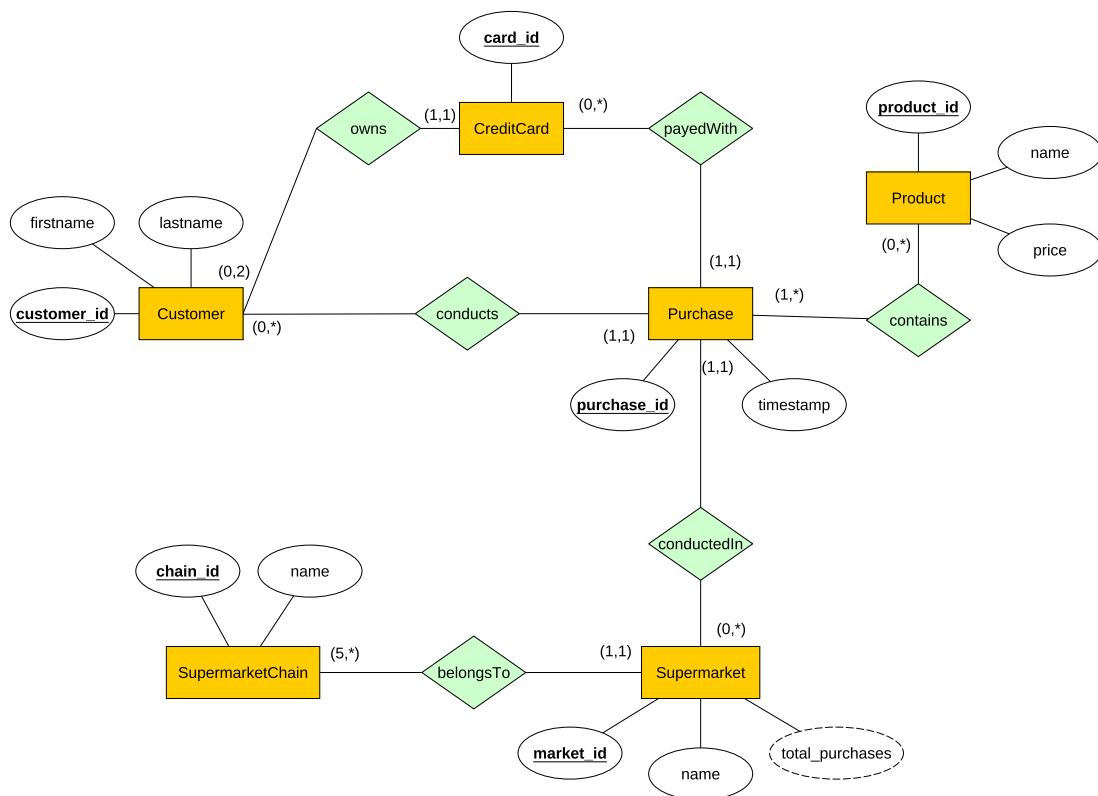 card_id
owns
(1,1)
CreditCard
(0,*)
payedWith
product_id
name
Product
price
(0,*)
firstname
lastname
(0,2)
customer_id
Customer
(0,*)
conducts
(1,1)
Purchase
(1,1)
(1,*)
contains
(1,1)
purchase_id
timestamp
conductedIn
chain_id
name
(0,*)
SupermarketChain
(5,*)
belongsTo
(1,1)
Supermarket
market_id
name
total_purchases